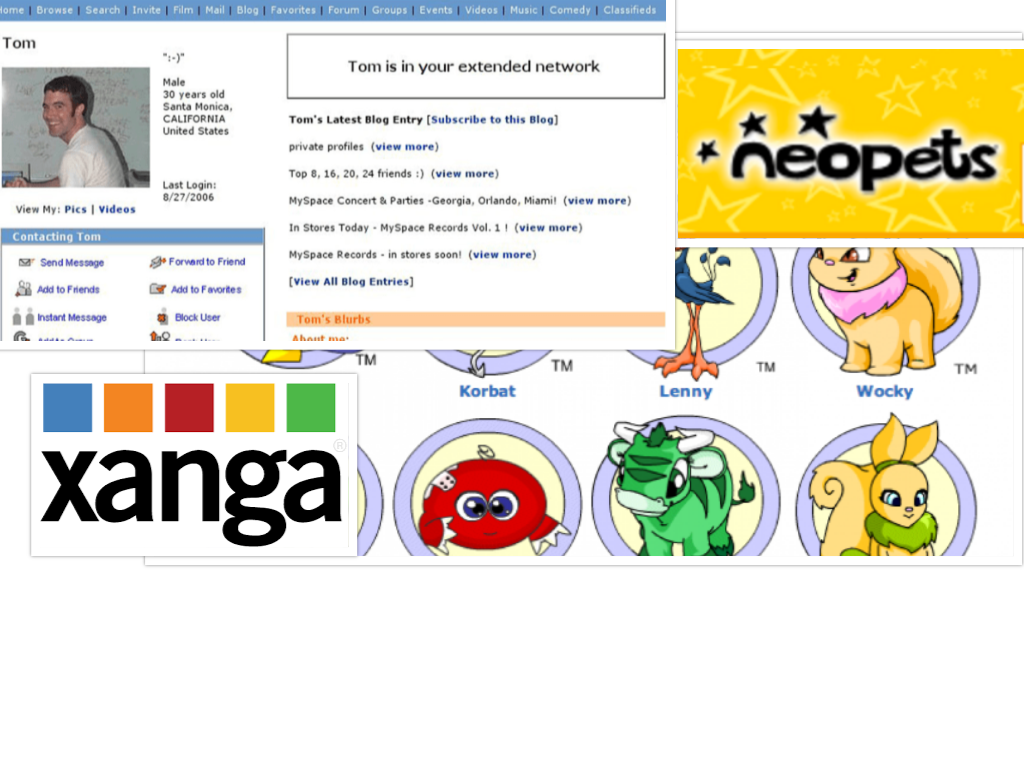 Home | Browse | Search | Invite | Film | Mail | Blog | Favorites | Forum | Groups | Events | Videos | Music | Comedy | Classifieds
Tom
":-)"
Male
30 years old
Santa Monica,
CALIFORNIA
United States
Last Login:
8/27/2006
View My: Pics | Videos
Contacting Tom
Send Message
Forward to Friend
Add to Friends
Add to Favorites
Instant Message
Block User
Tom is in your extended network
Tom's Latest Blog Entry [Subscribe to this Blog]
private profiles (view more)
Top 8, 16, 20, 24 friends :) (view more)
MySpace Concert & Parties -Georgia, Orlando, Miami! (view more)
In Stores Today - MySpace Records Vol. 1 ! (view more)
MySpace Records - in stores soon! (view more)
[View All Blog Entries]
Tom's Blurbs
About me:
neopets
TM
TM
TM
TM
Korbat
Lenny
Wocky
xanga®